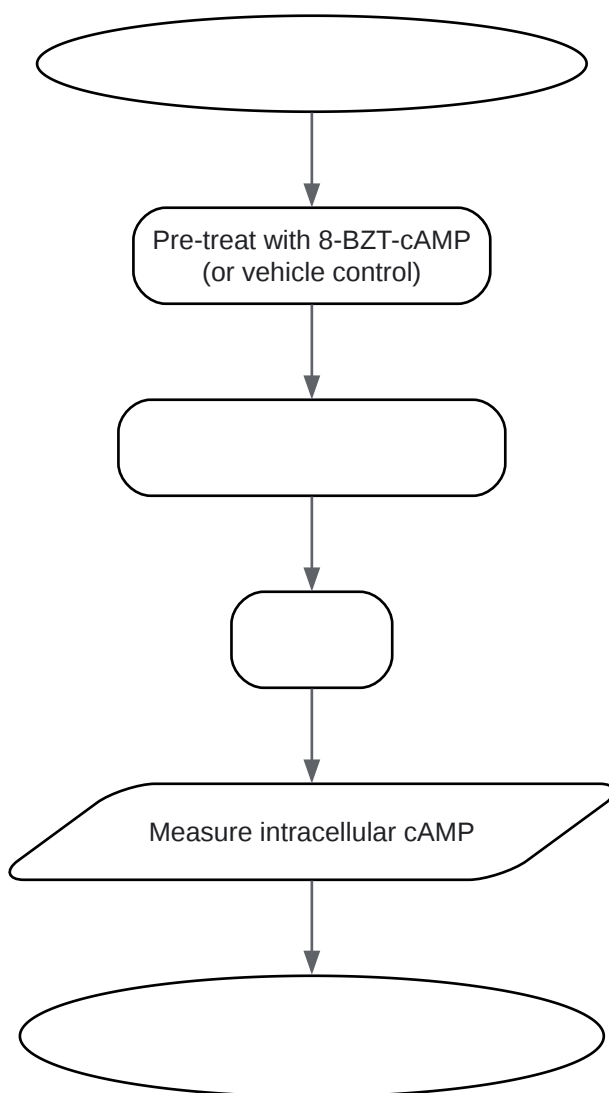 Pre-treat with 8-BZT-cAMP
(or vehicle control)
Measure intracellular cAMP